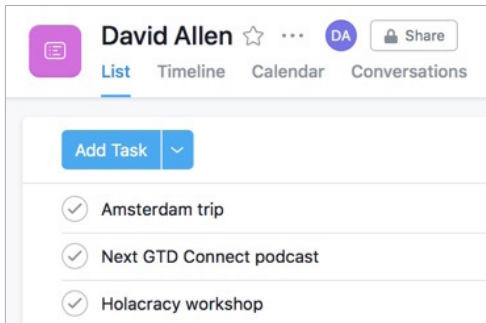 David Allen ☆ ··· DA Share
List Timeline Calendar Conversations
Add Task
Amsterdam trip
Next GTD Connect podcast
Holacracy workshop